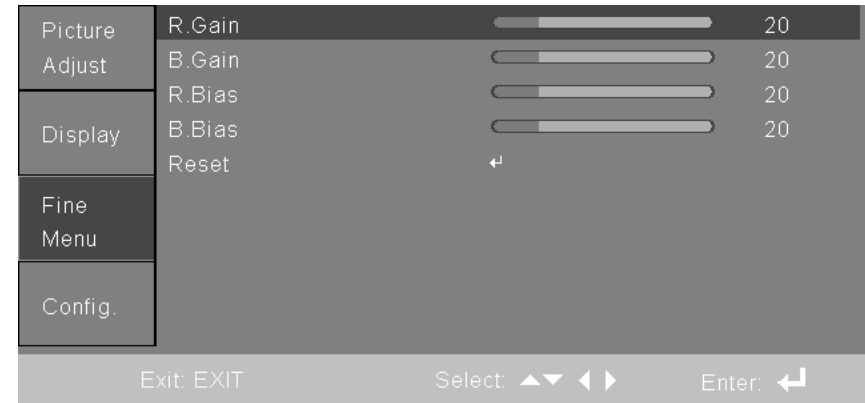 Picture
Adjust
Display
Fine
Menu
Config.
R.Gain 20
B.Gain 20
R.Bias 20
B.Bias 20
Reset ↵
Exit: EXIT Select: ▲▼ ◀ ▶ Enter: ↵